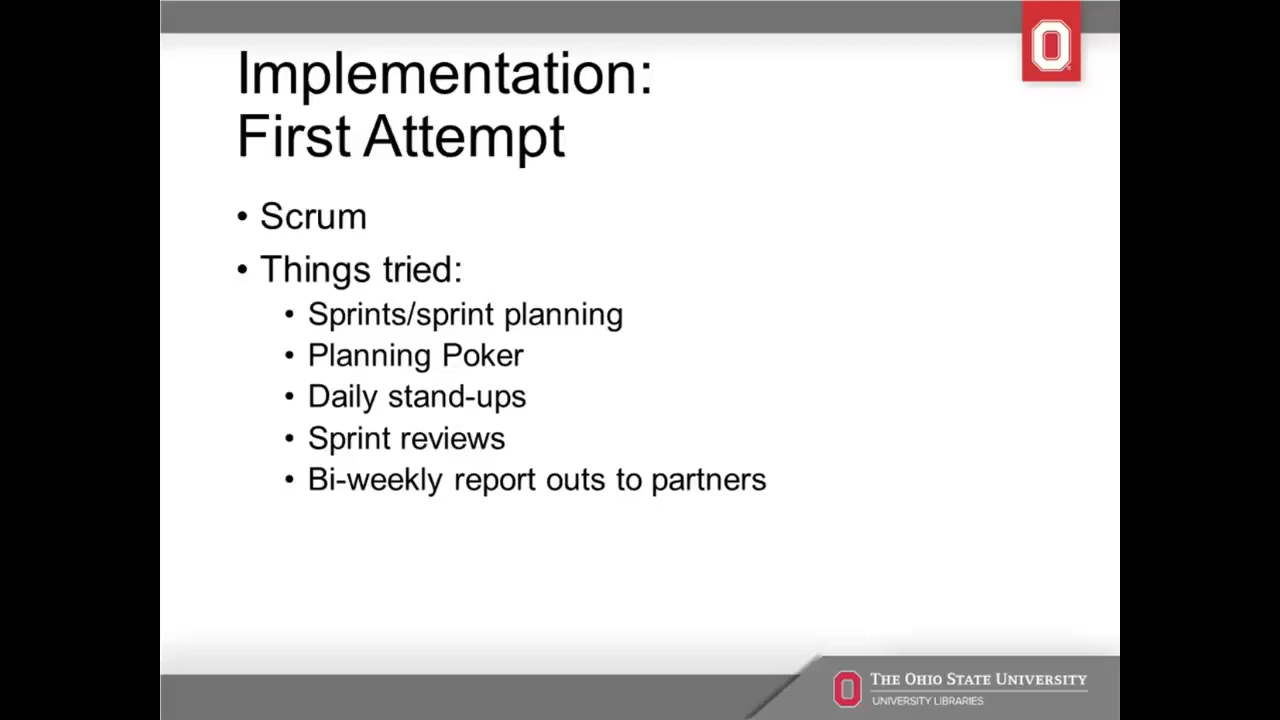 Implementation:
First Attempt
• Scrum
• Things tried:
• Sprints/sprint planning
• Planning Poker
• Daily stand-ups
• Sprint reviews
• Bi-weekly report outs to partners
THE OHIO STATE UNIVERSITY
UNIVERSITY LIBRARIES